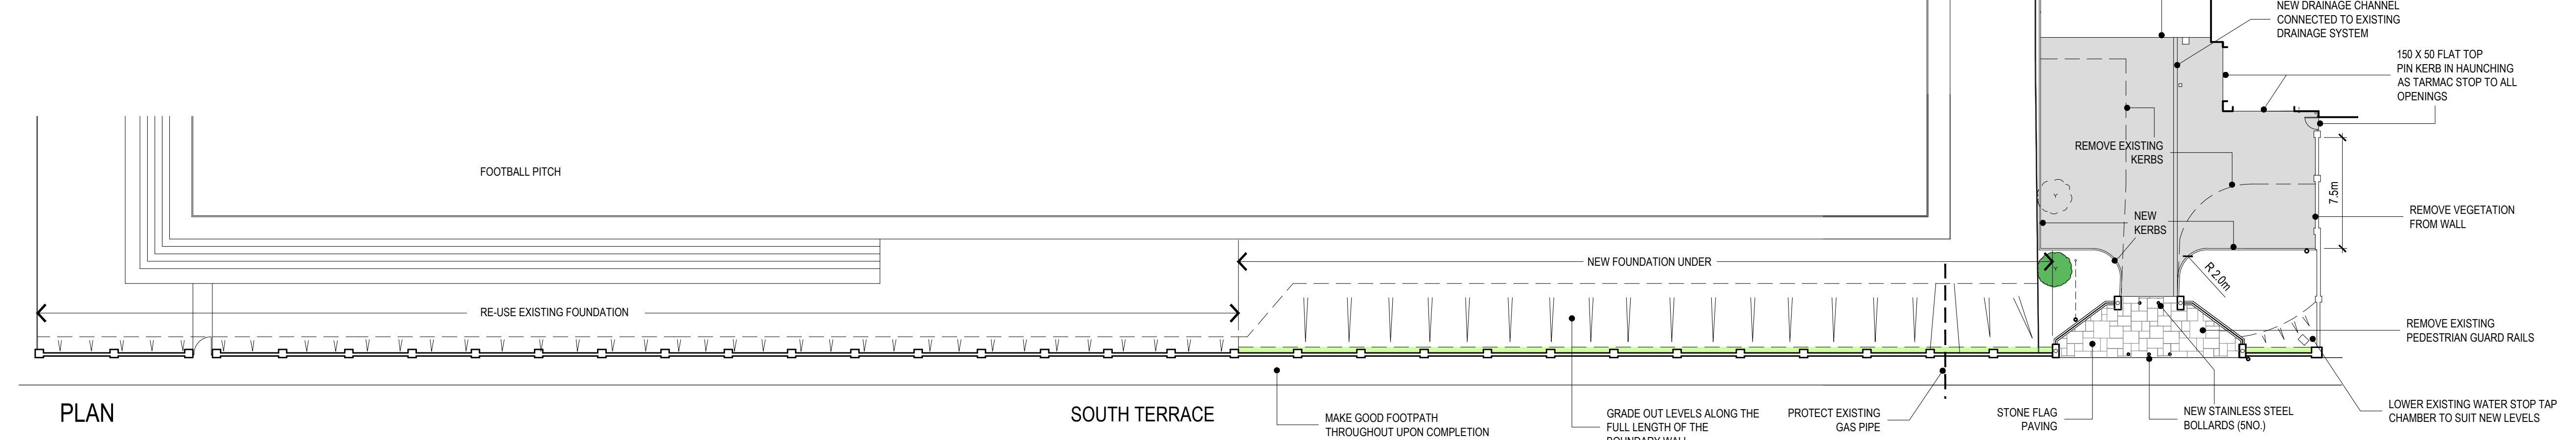 NEW DRAINAGE CHANNEL
CONNECTED TO EXISTING
DRAINAGE SYSTEM
150 X 50 FLAT TOP
PIN KERB IN HAUNCHING
AS TARMAC STOP TO ALL
OPENINGS
FOOTBALL PITCH
REMOVE EXISTING
KERBS
7.5m
NEW
KERBS
REMOVE VEGETATION
FROM WALL
NEW FOUNDATION UNDER
R 2.0m
RE-USE EXISTING FOUNDATION
REMOVE EXISTING
PEDESTRIAN GUARD RAILS
PLAN
SOUTH TERRACE
MAKE GOOD FOOTPATH
THROUGHOUT UPON COMPLETION
GRADE OUT LEVELS ALONG THE
FULL LENGTH OF THE
BOUNDARY WALL
PROTECT EXISTING
GAS PIPE
STONE FLAG
PAVING
NEW STAINLESS STEEL
BOLLARDS (5NO.)
LOWER EXISTING WATER STOP TAP
CHAMBER TO SUIT NEW LEVELS